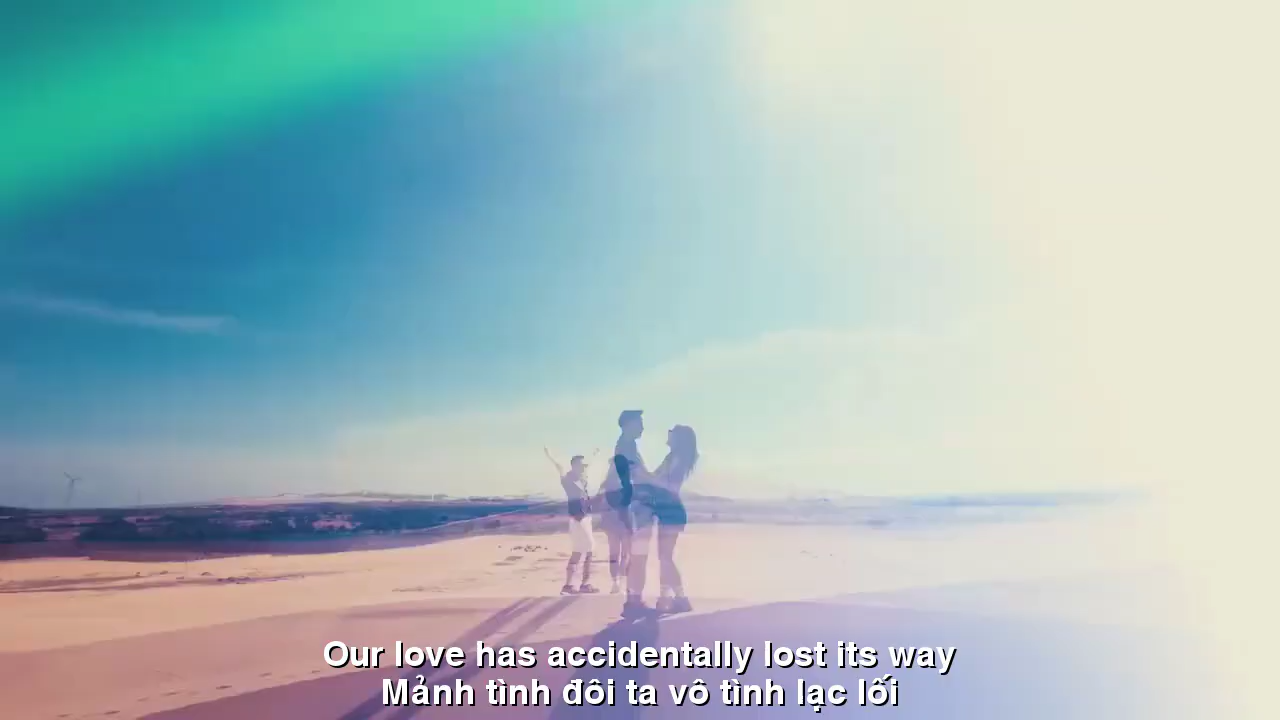 Our love has accidentally lost its way
Mảnh tình đôi ta vô tình lạc lối